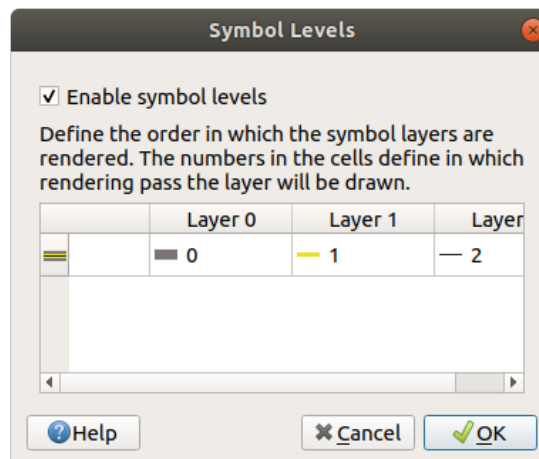 Symbol Levels
Enable symbol levels
Define the order in which the symbol layers are
rendered. The numbers in the cells define in which
rendering pass the layer will be drawn.
Layer 0 Layer 1 Layer
0 1 2
Help Cancel OK